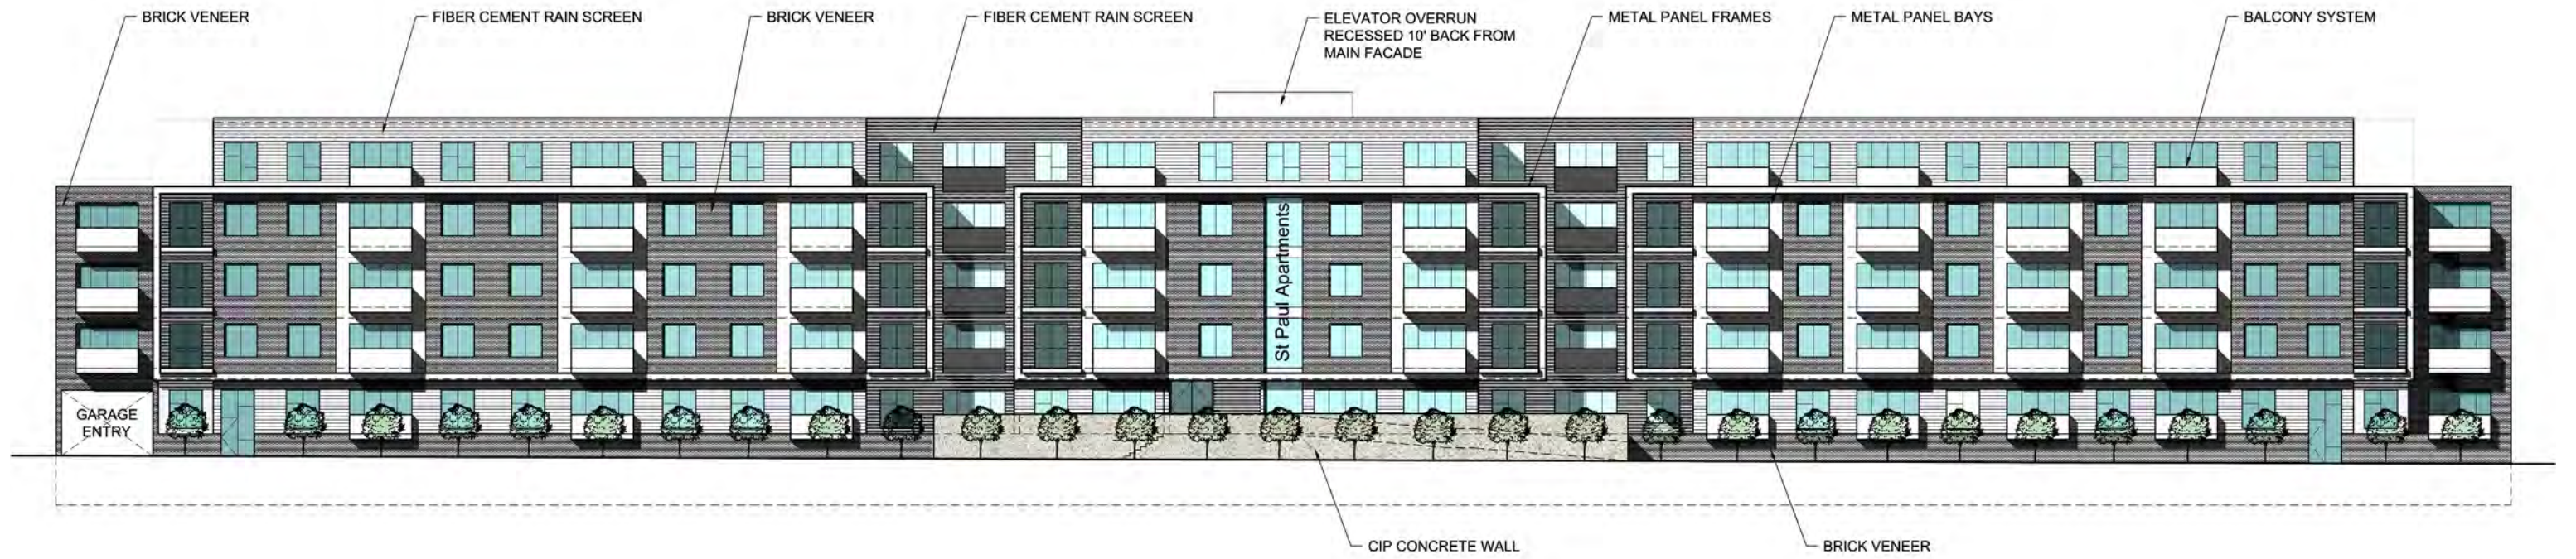 BRICK VENEER
FIBER CEMENT RAIN SCREEN
BRICK VENEER
FIBER CEMENT RAIN SCREEN
ELEVATOR OVERRUN
RECESSED 10' BACK FROM
MAIN FACADE
METAL PANEL FRAMES
METAL PANEL BAYS
BALCONY SYSTEM
St Paul Apartments
GARAGE
ENTRY
CIP CONCRETE WALL
BRICK VENEER